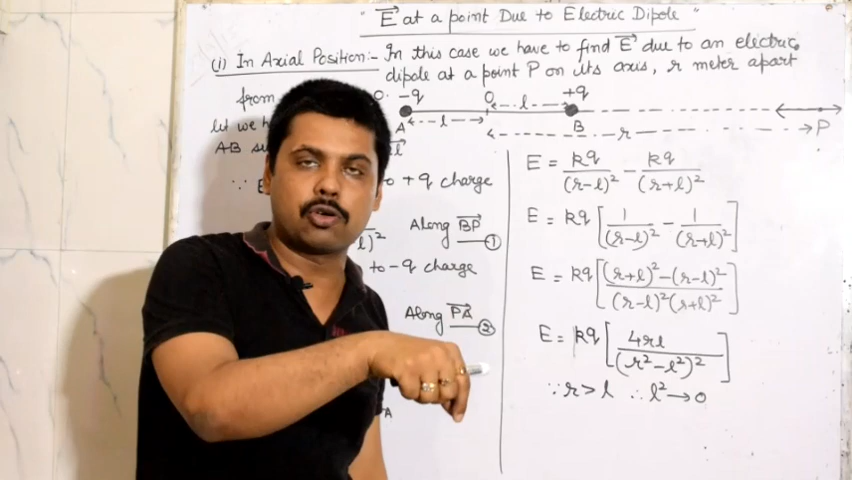 " E→ at a point Due to Electric Dipole "
(i) In Axial Position:- In this case we have to find E→ due to an electric
dipole at a point P on its axis, r meter apart
from O. -q O +q
let we h
A l l B r P
AB
∵ E to +q charge
l)² Along BP→ ①
to -q charge
Along PA→ ②
A
E = kq/(r-l)² - kq/(r+l)²
E = kq[1/(r-l)² - 1/(r+l)²]
E = kq[((r+l)²-(r-l)²)/((r-l)²(r+l)²)]
E = kq[4rl/(r²-l²)²]
∵ r > l ∴ l² → 0